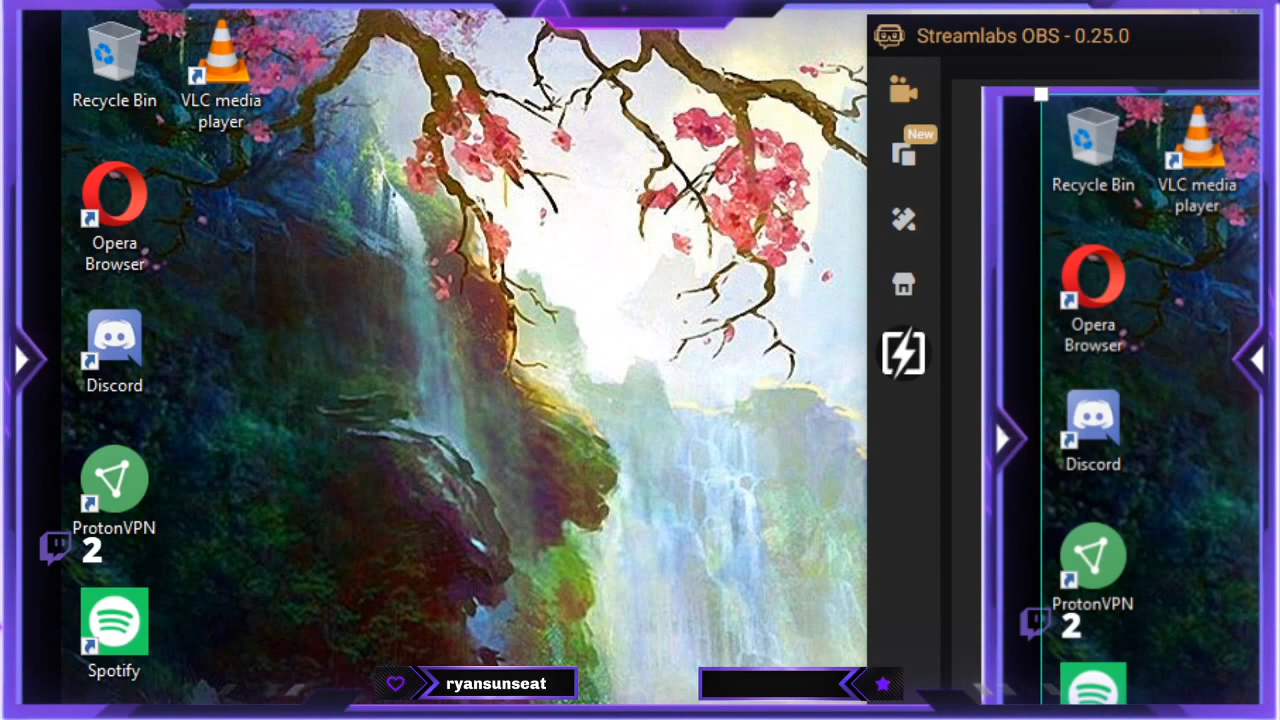 Recycle Bin
VLC media
player
Opera
Browser
Discord
ProtonVPN
2
Spotify
ryansunseat
Streamlabs OBS - 0.25.0
New
Recycle Bin
VLC media
player
Opera
Browser
Discord
ProtonVPN
2